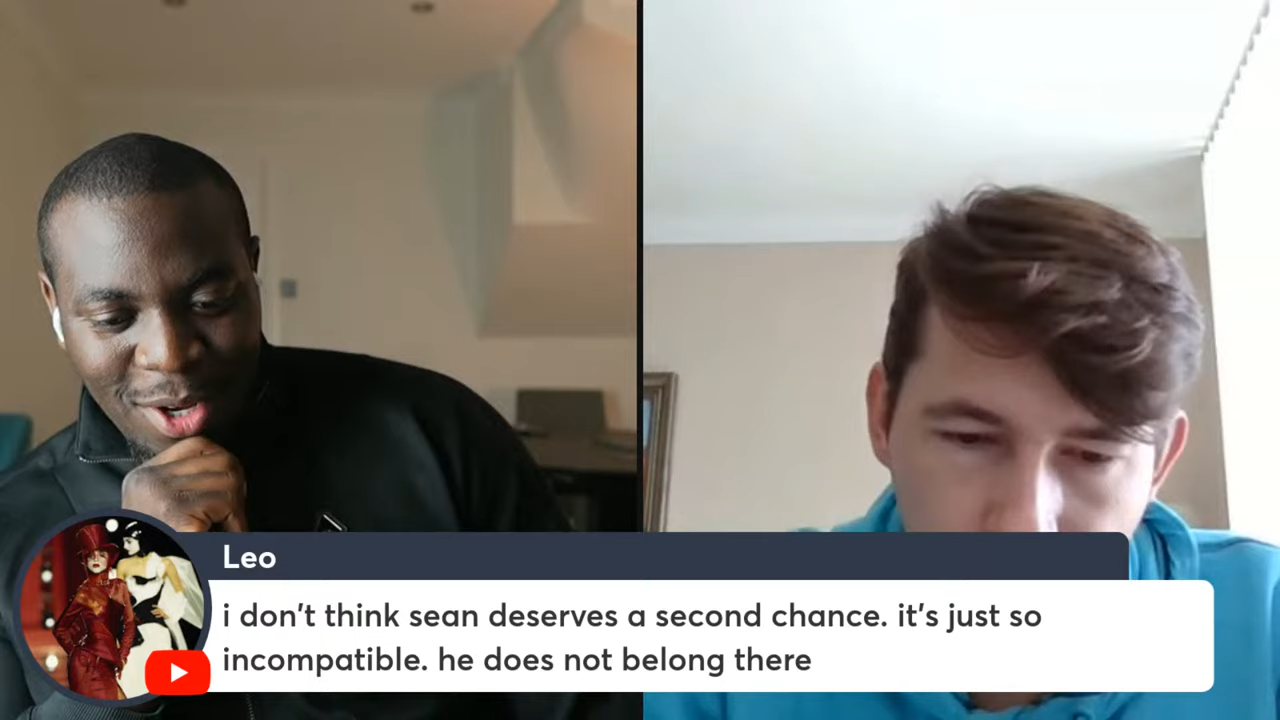 Leo
i don't think sean deserves a second chance. it's just so
incompatible. he does not belong there